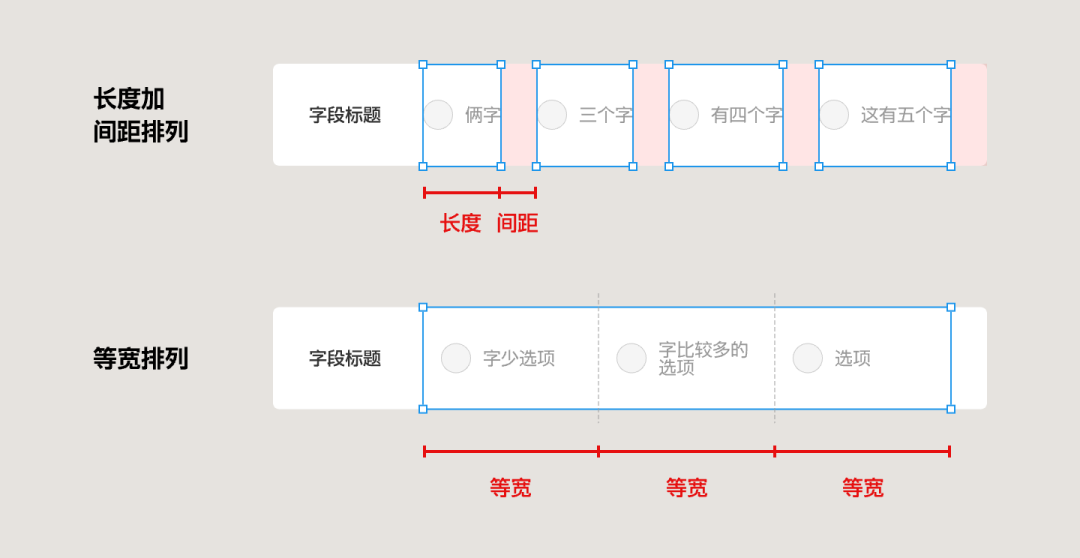 长度加
间距排列
字段标题
俩字
三个字
有四个字
这有五个字
长度
间距
等宽排列
字段标题
字少选项
字比较多的
选项
选项
等宽
等宽
等宽